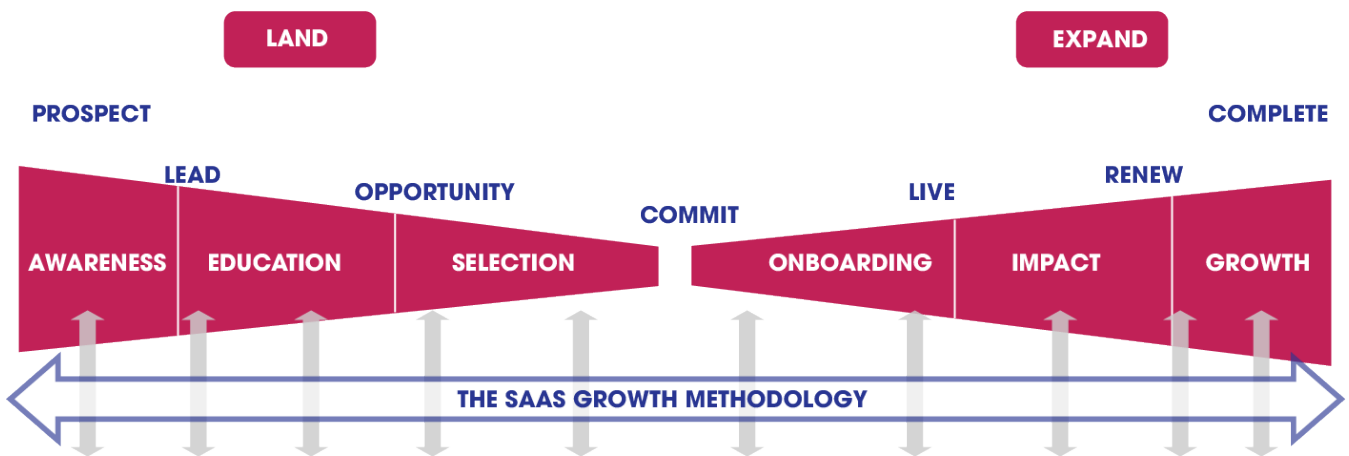 LAND
EXPAND
PROSPECT
COMPLETE
LEAD
RENEW
OPPORTUNITY
LIVE
COMMIT
AWARENESS
EDUCATION
SELECTION
ONBOARDING
IMPACT
GROWTH
THE SAAS GROWTH METHODOLOGY